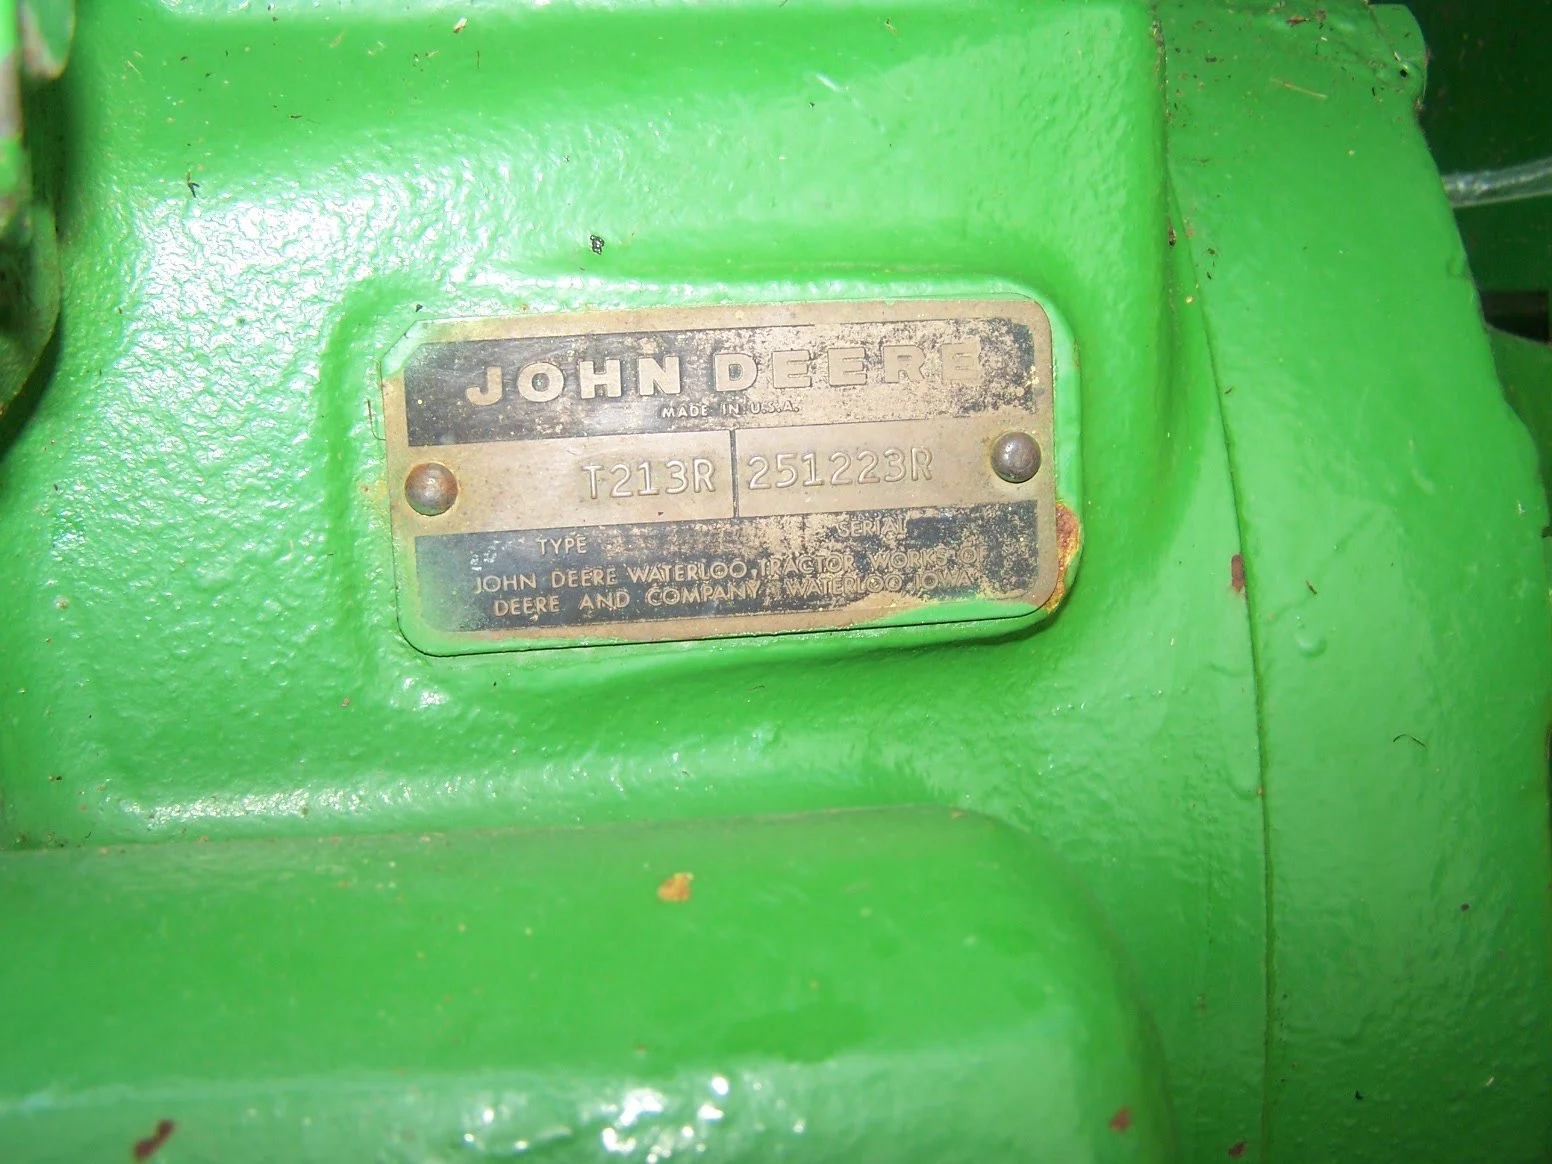 JOHN DEERE
MADE IN U.S.A.
T213R 251223R
TYPE SERIAL
JOHN DEERE WATERLOO TRACTOR WORKS OF
DEERE AND COMPANY, WATERLOO, IOWA